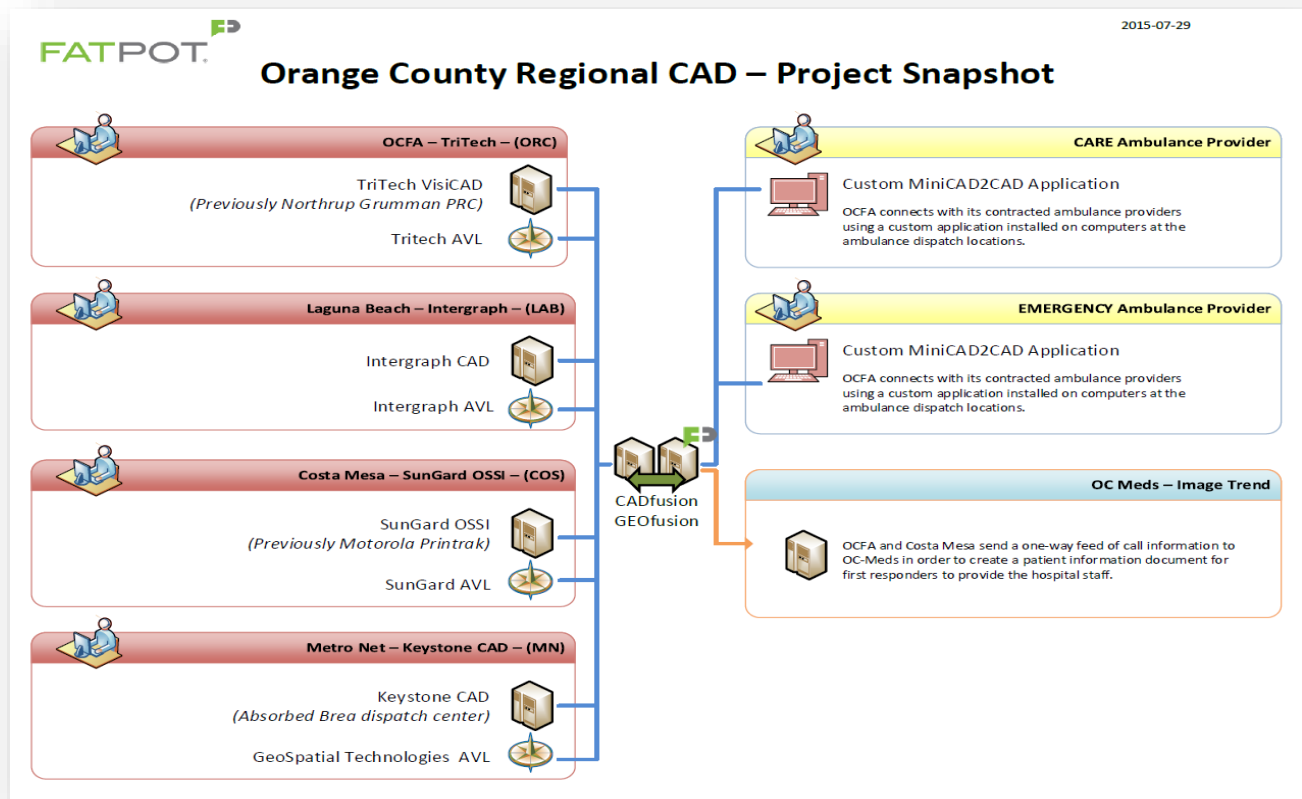 2015-07-29
FATPOT.
Orange County Regional CAD – Project Snapshot
OCFA – TriTech – (ORC)
TriTech VisiCAD
(Previously Northrup Grumman PRC)
Tritech AVL
Laguna Beach – Intergraph – (LAB)
Intergraph CAD
Intergraph AVL
Costa Mesa – SunGard OSSI – (COS)
SunGard OSSI
(Previously Motorola Printrak)
SunGard AVL
Metro Net – Keystone CAD – (MN)
Keystone CAD
(Absorbed Brea dispatch center)
GeoSpatial Technologies AVL
CADfusion
GEOfusion
CARE Ambulance Provider
Custom MiniCAD2CAD Application
OCFA connects with its contracted ambulance providers
using a custom application installed on computers at the
ambulance dispatch locations.
EMERGENCY Ambulance Provider
Custom MiniCAD2CAD Application
OCFA connects with its contracted ambulance providers
using a custom application installed on computers at the
ambulance dispatch locations.
OC Meds – Image Trend
OCFA and Costa Mesa send a one-way feed of call information to
OC-Meds in order to create a patient information document for
first responders to provide the hospital staff.